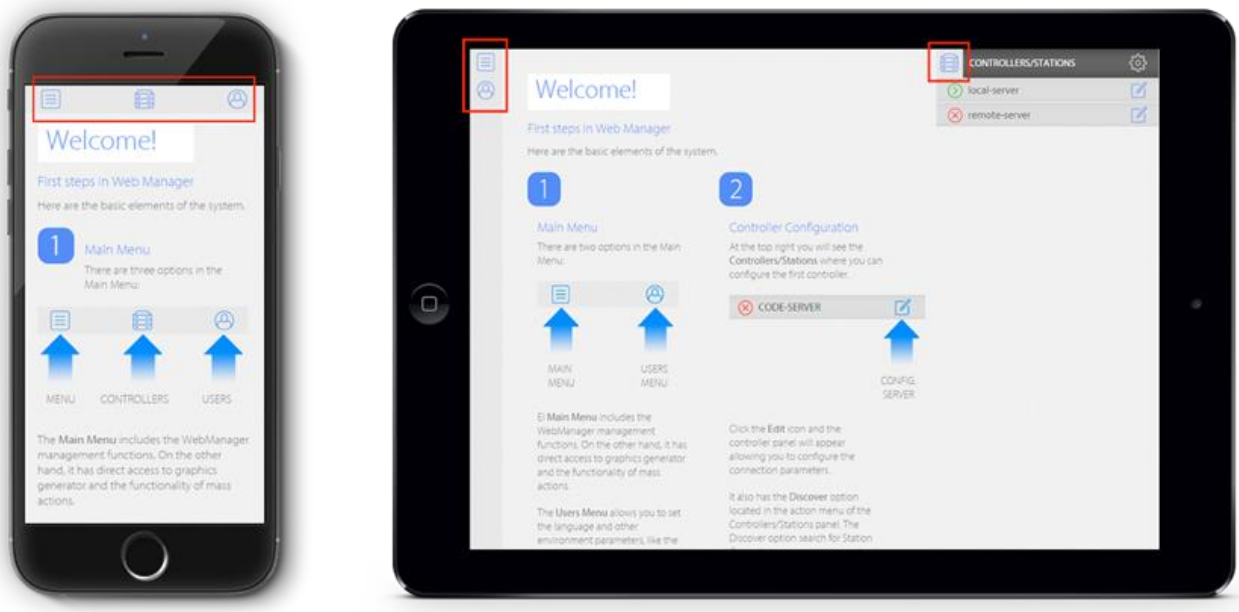 Welcome!
First steps in Web Manager
Here are the basic elements of the system.
1
Main Menu
There are three options in the
Main Menu:
MENU
CONTROLLERS
USERS
The Main Menu includes the WebManager
management functions. On the other
hand, it has direct access to graphics
generator and the functionality of mass
actions.
CONTROLLERS/STATIONS
local-server
remote-server
Welcome!
First steps in Web Manager
Here are the basic elements of the system.
1
Main Menu
There are two options in the Main
Menu:
MAIN
MENU
USERS
MENU
El Main Menu includes the
WebManager management
functions. On the other hand, it has
direct access to graphics generator
and the functionality of mass
actions.
The Users Menu allows you to set
the language and other
environment parameters, like the
2
Controller Configuration
At the top right you will see the
Controllers/Stations where you can
configure the first controller.
CODE-SERVER
CONFIG.
SERVER
Click the Edit icon and the
controller panel will appear
allowing you to configure the
connection parameters.
It also has the Discover option
located in the action menu of the
Controllers/Stations panel. The
Discover option search for Station